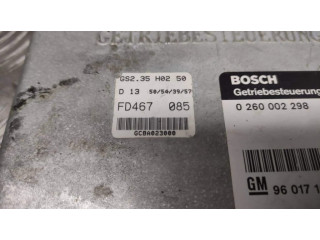 GETRIEBESTEUERUNG
GS2.35 H02 50
D 13 50/54/39/57
FD467 085
GCBA023000
BOSCH
Getriebesteuerung
0 260 002 298
GM
96 017 1